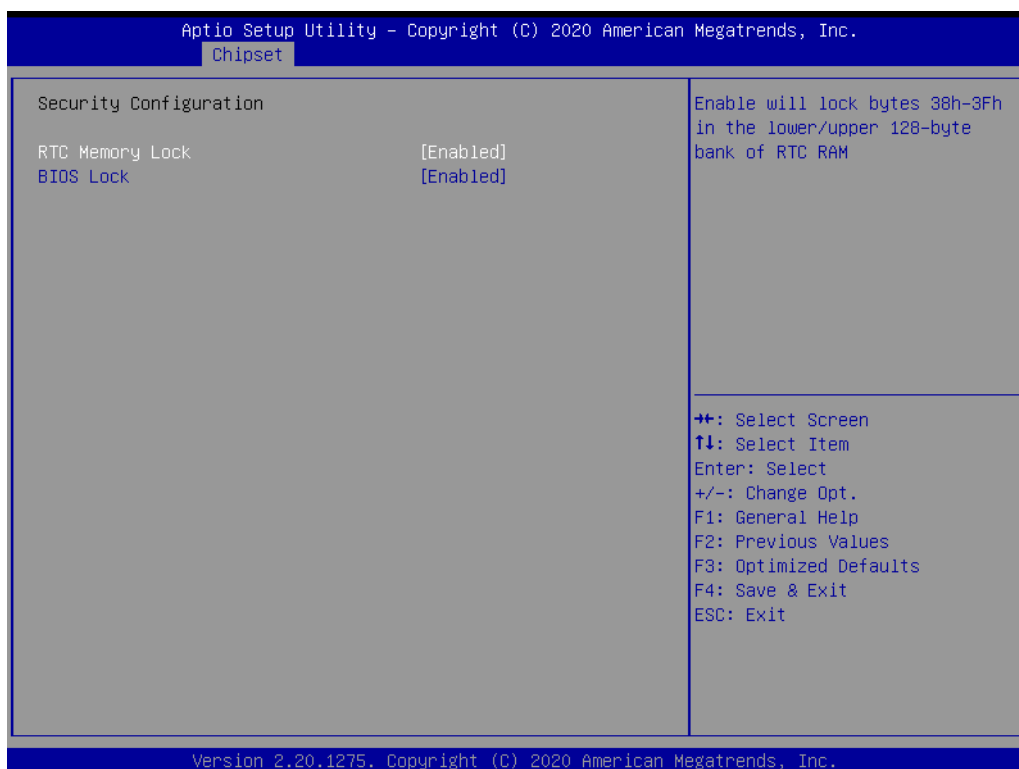 Aptio Setup Utility – Copyright (C) 2020 American Megatrends, Inc.
Chipset
Security Configuration
RTC Memory Lock [Enabled]
BIOS Lock [Enabled]
Enable will lock bytes 38h-3Fh
in the lower/upper 128-byte
bank of RTC RAM
→←: Select Screen
↑↓: Select Item
Enter: Select
+/-: Change Opt.
F1: General Help
F2: Previous Values
F3: Optimized Defaults
F4: Save & Exit
ESC: Exit
Version 2.20.1275. Copyright (C) 2020 American Megatrends, Inc.